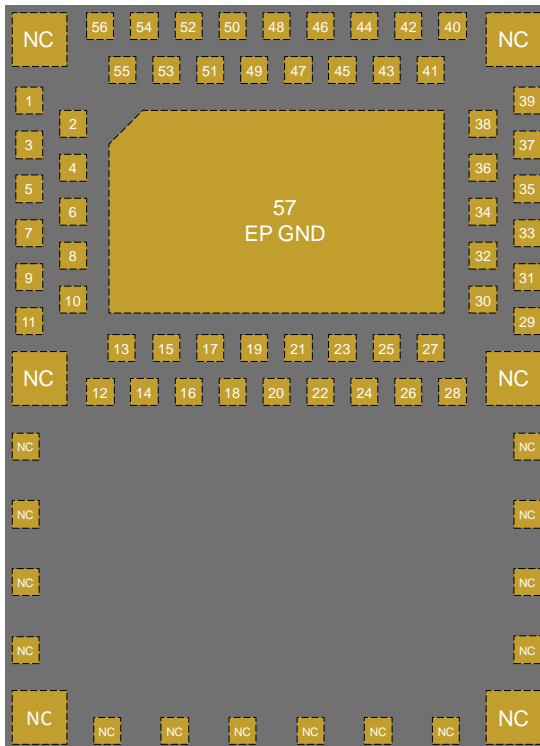 NC 56 54 52 50 48 46 44 42 40 NC
55 53 51 49 47 45 43 41
1 39
2 38
3 37
4 36
5 35
6 34
7 33
8 32
9 31
10 30
11 29
57
EP GND
13 15 17 19 21 23 25 27
NC NC
12 14 16 18 20 22 24 26 28
NC NC
NC NC
NC NC
NC NC
NC NC
NC NC NC NC NC NC